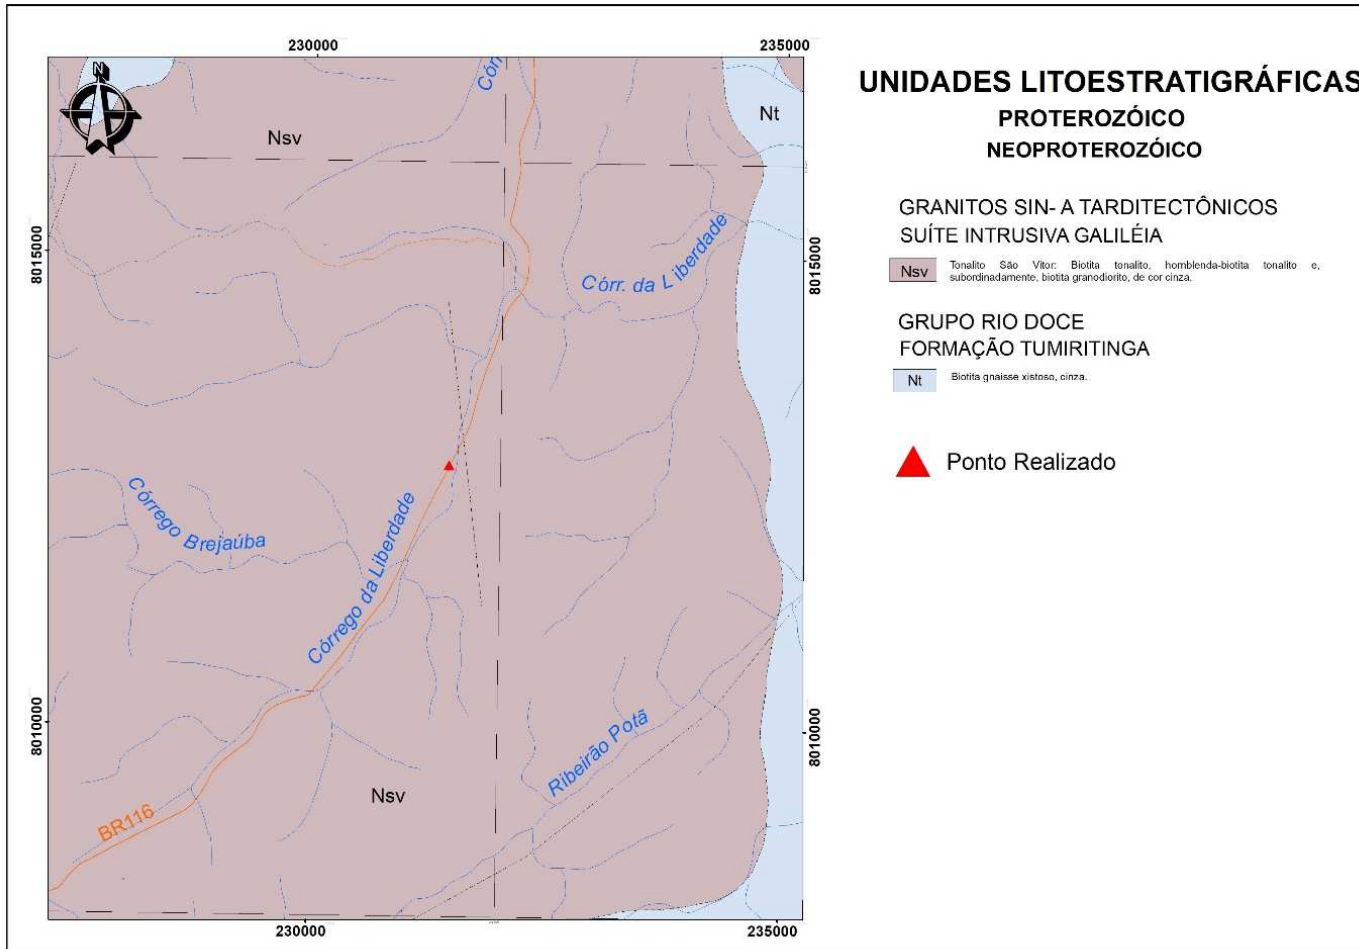 230000
235000
N
Córr
Nsv
Nt
8015000
8015000
Córr. da Liberdade
Córrego Brejaúba
Córrego da Liberdade
8010000
8010000
Ribeirão Potã
Nsv
BR116
230000
235000
UNIDADES LITOESTRATIGRÁFICAS
PROTEROZÓICO
NEOPROTEROZÓICO
GRANITOS SIN- A TARDITECTÔNICOS
SUÍTE INTRUSIVA GALILÉIA
Nsv
Tonalito São Vitor: Biotita tonalito, hornblenda-biotita tonalito e,
subordinadamente, biotita granodiorito, de cor cinza.
GRUPO RIO DOCE
FORMAÇÃO TUMIRITINGA
Nt
Biotita gnaisse xistoso, cinza.
Ponto Realizado